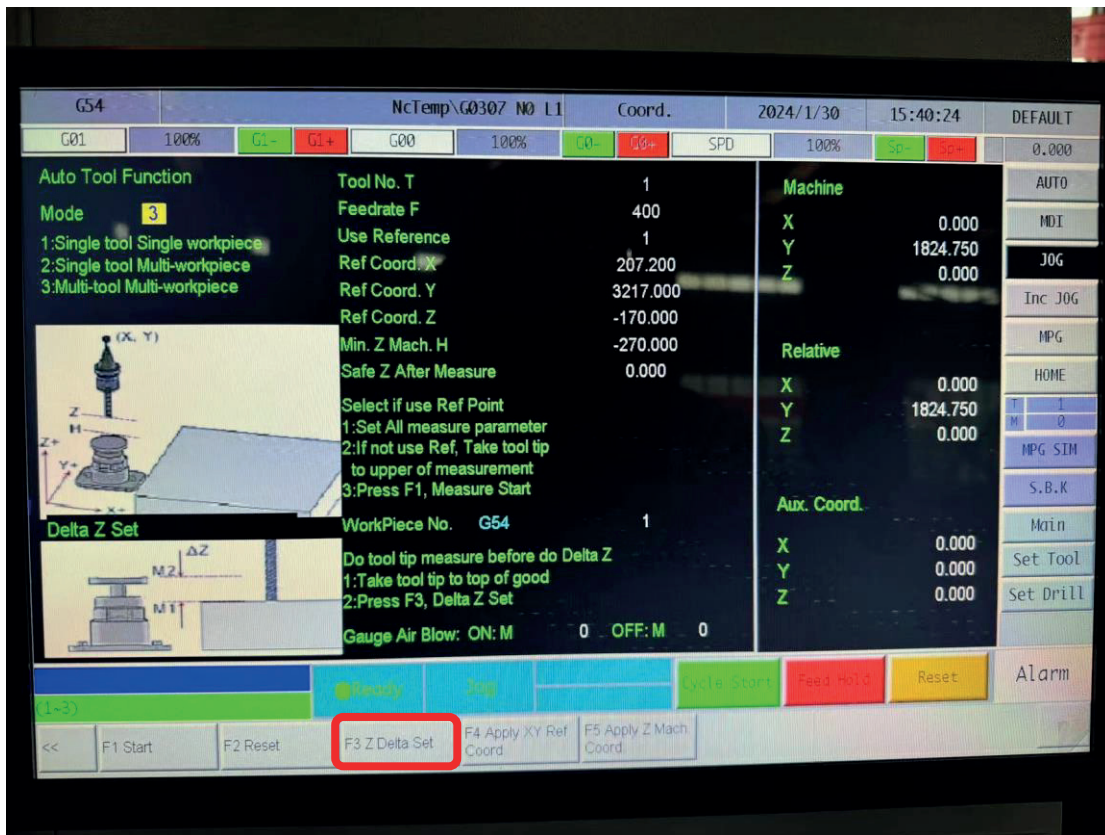 G54 NcTemp\G0307 N0 L1 Coord. 2024/1/30 15:40:24 DEFAULT
G01 100% G1- G1+ G00 100% G0- G0+ SPD 100% Sp- Sp+ 0.000
Auto Tool Function
Mode 3
1:Single tool Single workpiece
2:Single tool Multi-workpiece
3:Multi-tool Multi-workpiece
(X, Y)
Z
H
Z+
Y+
X+
Delta Z Set
ΔZ
M2
M1
Tool No. T 1
Feedrate F 400
Use Reference 1
Ref Coord. X 207.200
Ref Coord. Y 3217.000
Ref Coord. Z -170.000
Min. Z Mach. H -270.000
Safe Z After Measure 0.000
Select if use Ref Point
1:Set All measure parameter
2:If not use Ref, Take tool tip
to upper of measurement
3:Press F1, Measure Start
WorkPiece No. G54 1
Do tool tip measure before do Delta Z
1:Take tool tip to top of good
2:Press F3, Delta Z Set
Gauge Air Blow: ON: M 0 OFF: M 0
Machine
X 0.000
Y 1824.750
Z 0.000
Relative
X 0.000
Y 1824.750
Z 0.000
Aux. Coord.
X 0.000
Y 0.000
Z 0.000
AUTO
MDI
JOG
Inc JOG
MPG
HOME
T 1
M 0
MPG SIM
S.B.K
Main
Set Tool
Set Drill
Alarm
(1~3)
Ready Jog Cycle Start Feed Hold Reset
<< F1 Start F2 Reset F3 Z Delta Set
F4 Apply XY Ref
Coord.
F5 Apply Z Mach.
Coord.